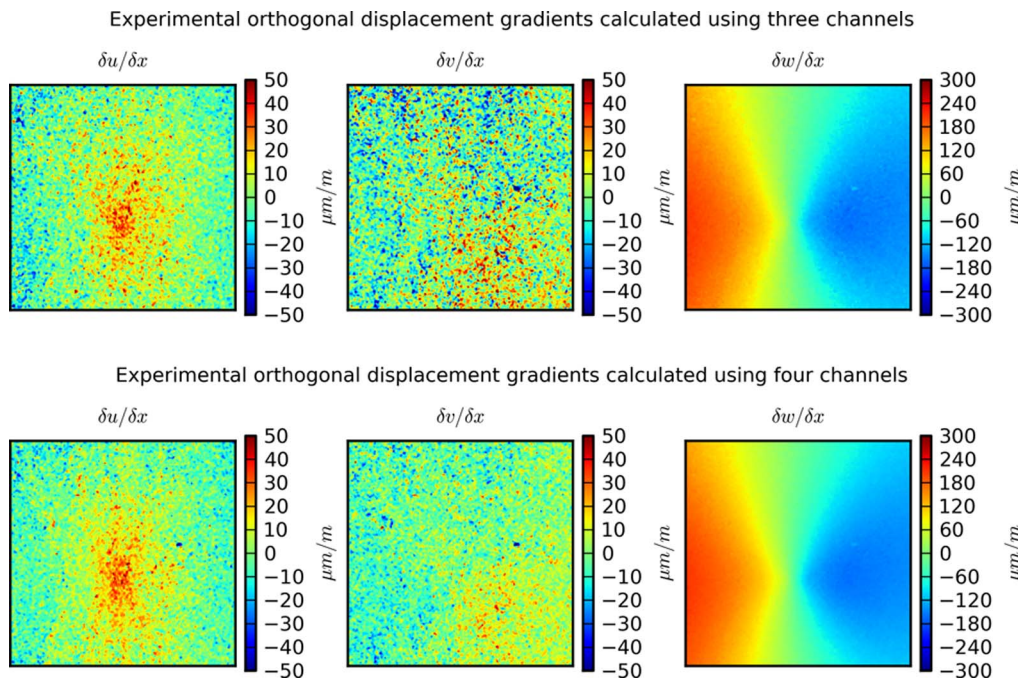 Experimental orthogonal displacement gradients calculated using three channels
δu/δx δv/δx δw/δx
50 50 300
40 40 240
30 30 180
20 20 120
10 10 60
0 0 0
−10 −10 −60
−20 −20 −120
−30 −30 −180
−40 −40 −240
−50 −50 −300
μm/m μm/m μm/m
Experimental orthogonal displacement gradients calculated using four channels
δu/δx δv/δx δw/δx
50 50 300
40 40 240
30 30 180
20 20 120
10 10 60
0 0 0
−10 −10 −60
−20 −20 −120
−30 −30 −180
−40 −40 −240
−50 −50 −300
μm/m μm/m μm/m